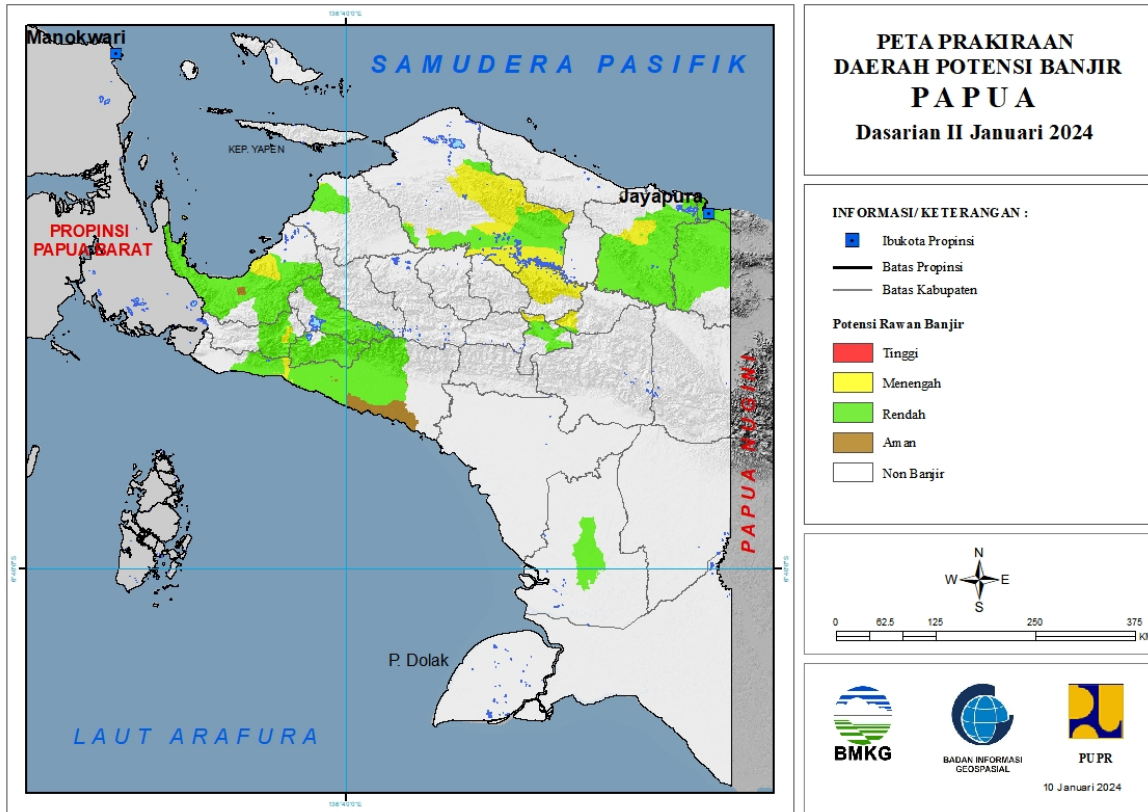 Manokwari
SAMUDERA PASIFIK
KEP. YAPEN
Jayapura
PROPINSI
PAPUA BARAT
PAPUA NUGINI
P. Dolak
LAUT ARAFURA
PETA PRAKIRAAN
DAERAH POTENSI BANJIR
PAPUA
Dasarian II Januari 2024
INFORMASI/ KETERANGAN :
Ibukota Propinsi
Batas Propinsi
Batas Kabupaten
Potensi Rawan Banjir
Tinggi
Menengah
Rendah
Aman
Non Banjir
N
W E
S
0 62.5 125 250 375
KM
BMKG
BADAN INFORMASI
GEOSPASIAL
PUPR
10 Januari 2024